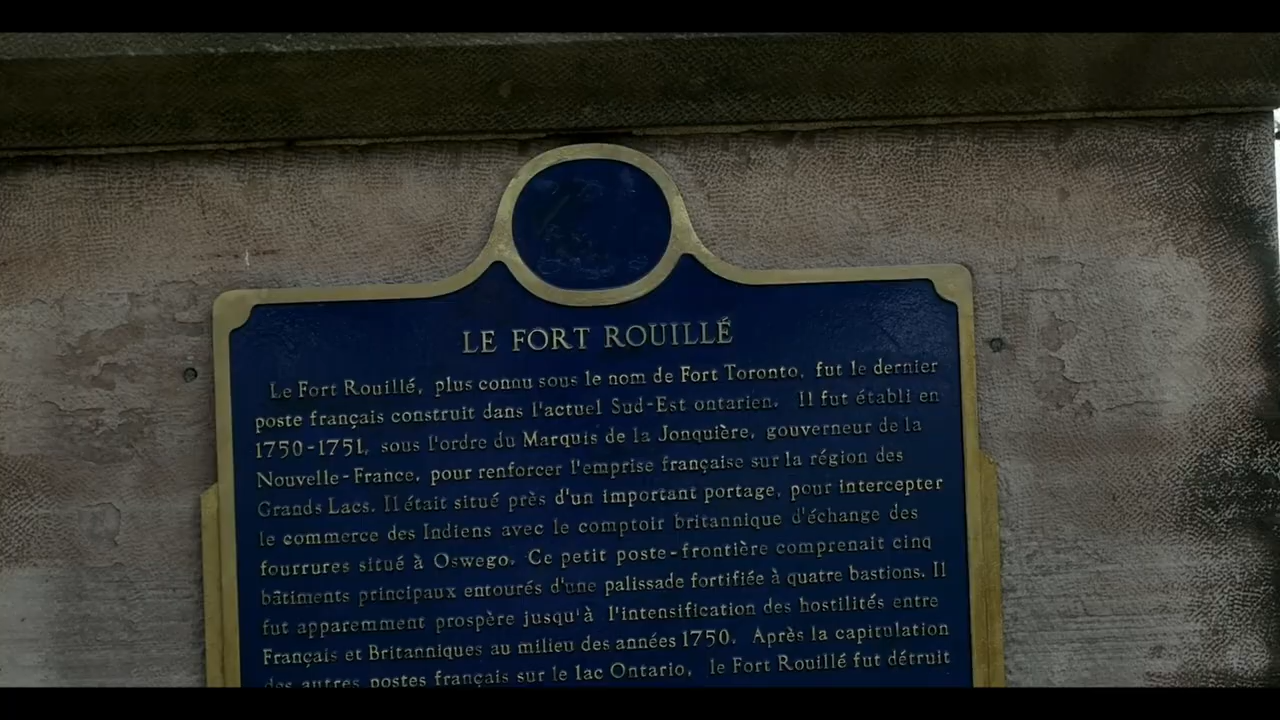 LE FORT ROUILLÉ
Le Fort Rouillé, plus connu sous le nom de Fort Toronto, fut le dernier
poste français construit dans l'actuel Sud-Est ontarien. Il fut établi en
1750-1751, sous l'ordre du Marquis de la Jonquière, gouverneur de la
Nouvelle-France, pour renforcer l'emprise française sur la région des
Grands Lacs. Il était situé près d'un important portage, pour intercepter
le commerce des Indiens avec le comptoir britannique d'échange des
fourrures situé à Oswego. Ce petit poste-frontière comprenait cinq
bâtiments principaux entourés d'une palissade fortifiée à quatre bastions. Il
fut apparemment prospère jusqu'à l'intensification des hostilités entre
Français et Britanniques au milieu des années 1750. Après la capitulation
des autres postes français sur le lac Ontario, le Fort Rouillé fut détruit